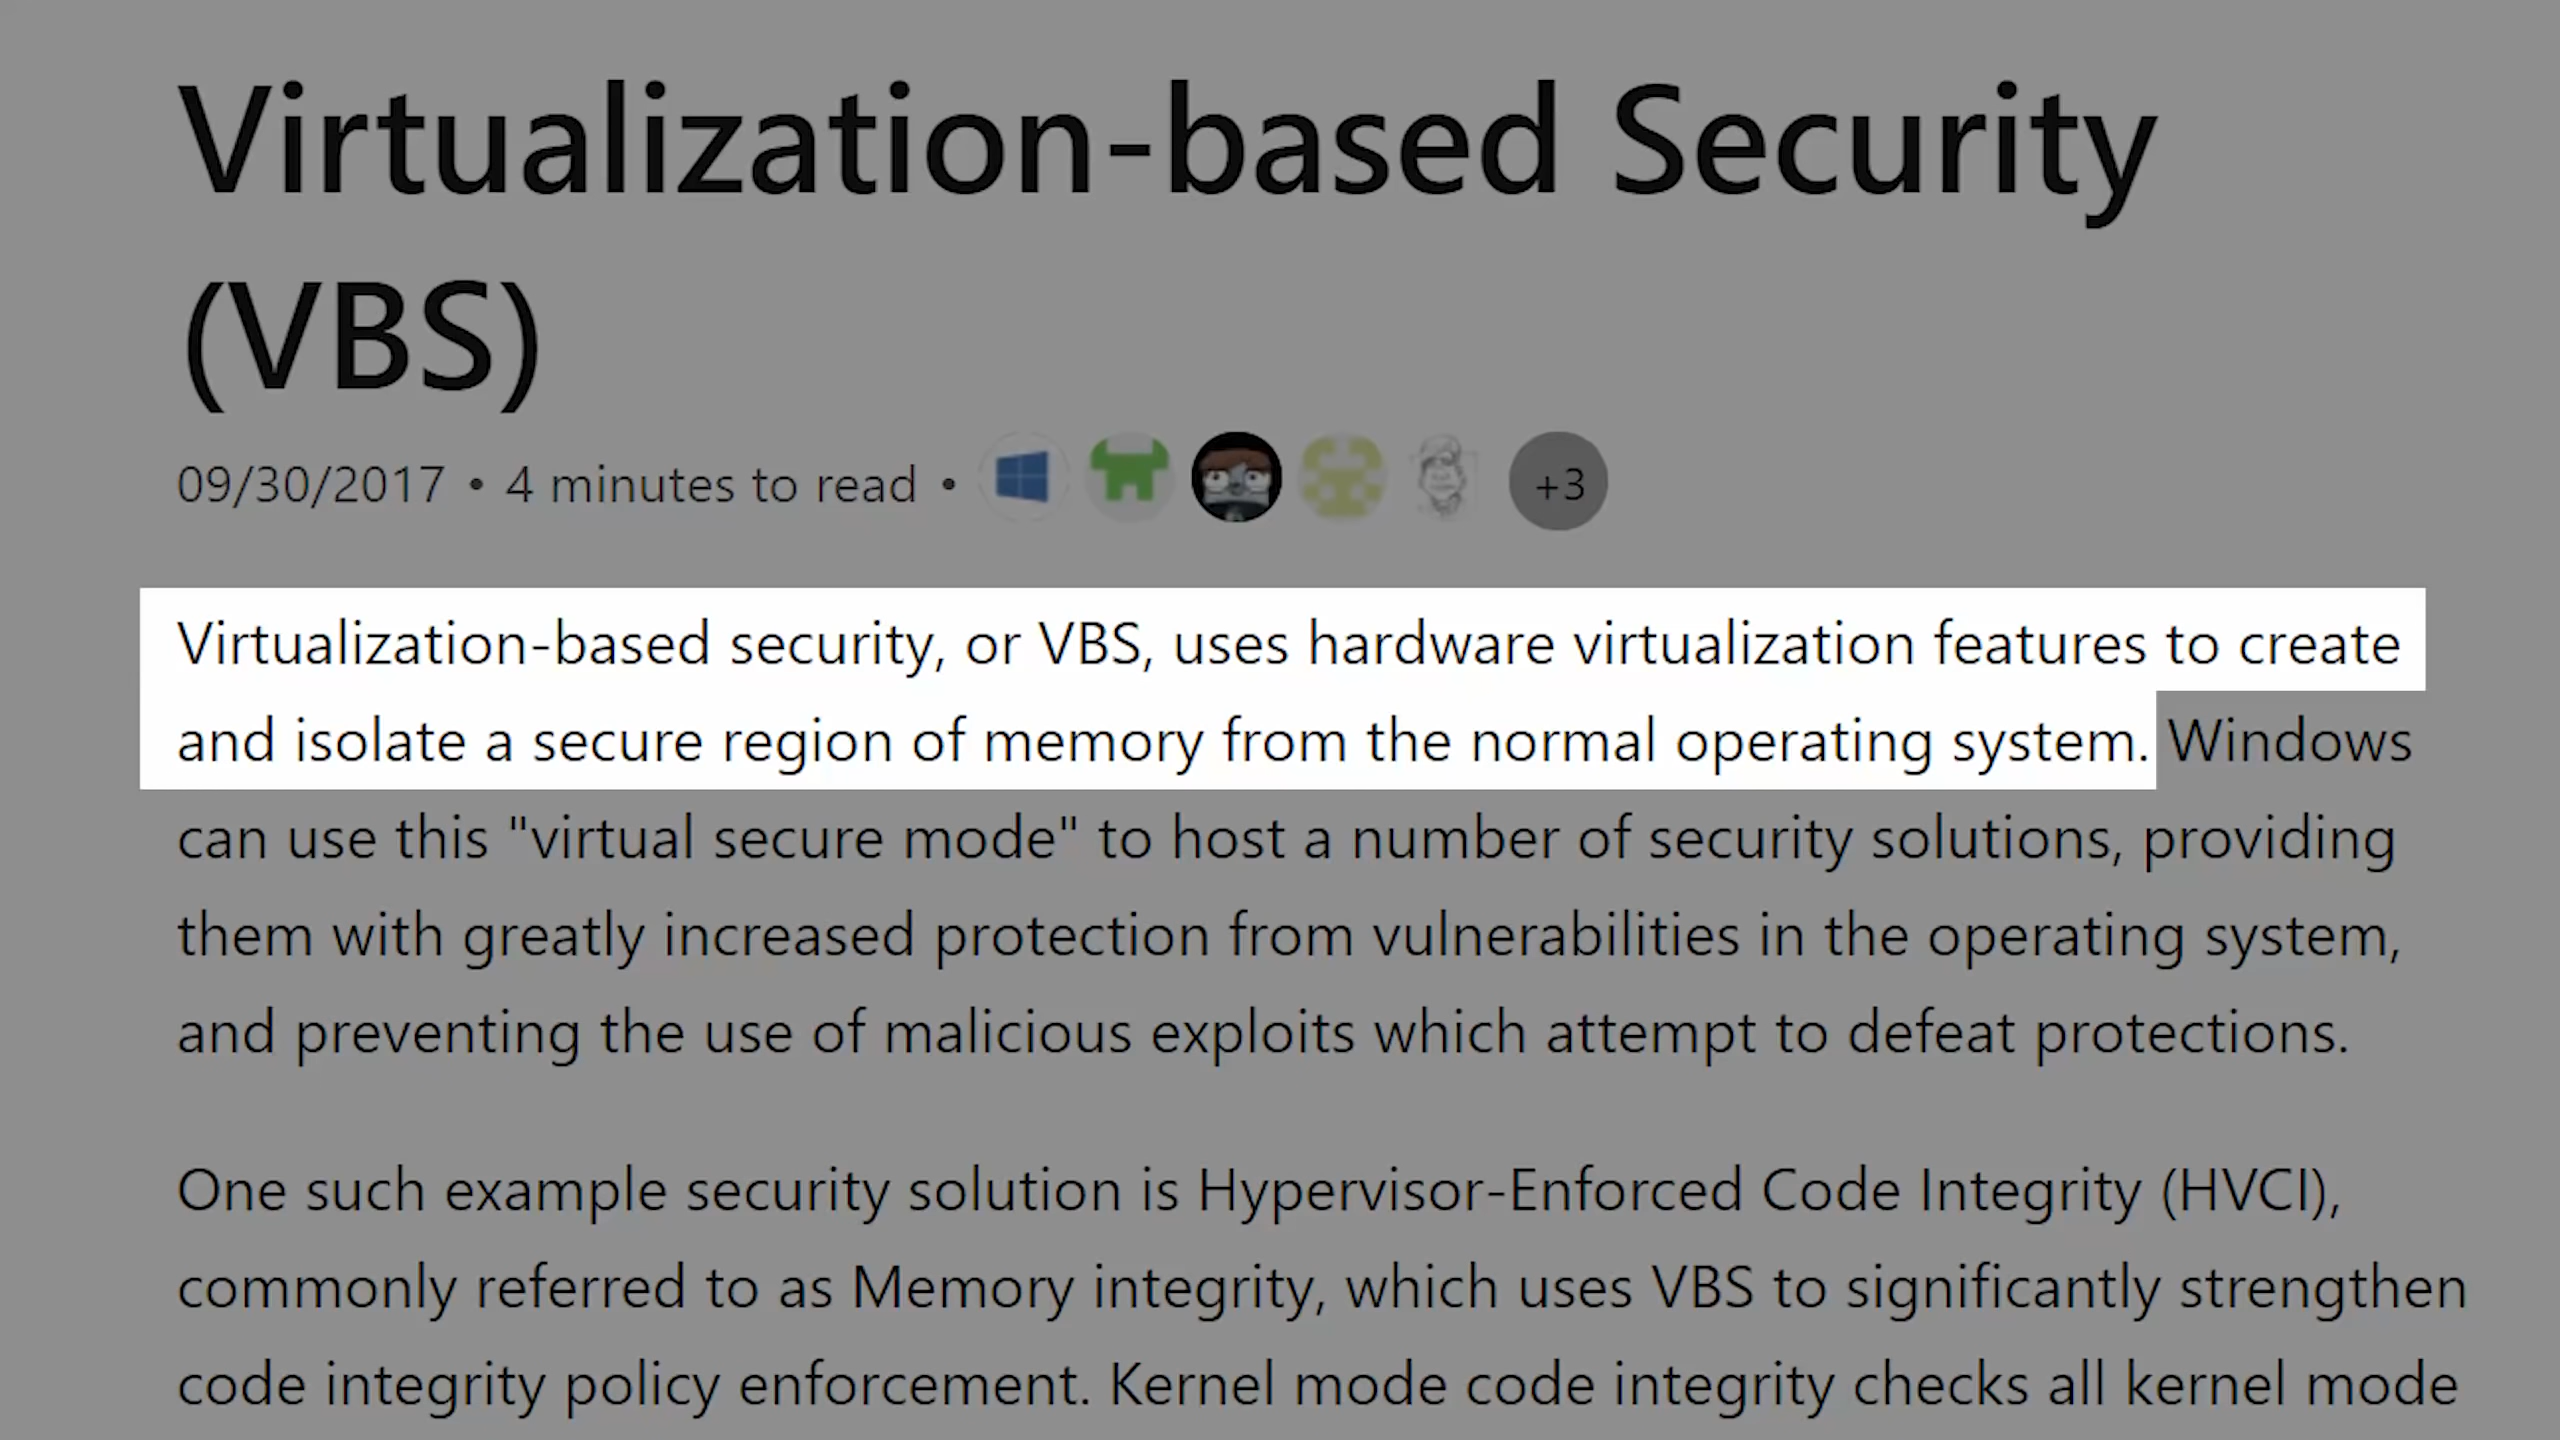 Virtualization-based Security
(VBS)
09/30/2017 • 4 minutes to read • +3
Virtualization-based security, or VBS, uses hardware virtualization features to create
and isolate a secure region of memory from the normal operating system. Windows
can use this "virtual secure mode" to host a number of security solutions, providing
them with greatly increased protection from vulnerabilities in the operating system,
and preventing the use of malicious exploits which attempt to defeat protections.
One such example security solution is Hypervisor-Enforced Code Integrity (HVCI),
commonly referred to as Memory integrity, which uses VBS to significantly strengthen
code integrity policy enforcement. Kernel mode code integrity checks all kernel mode